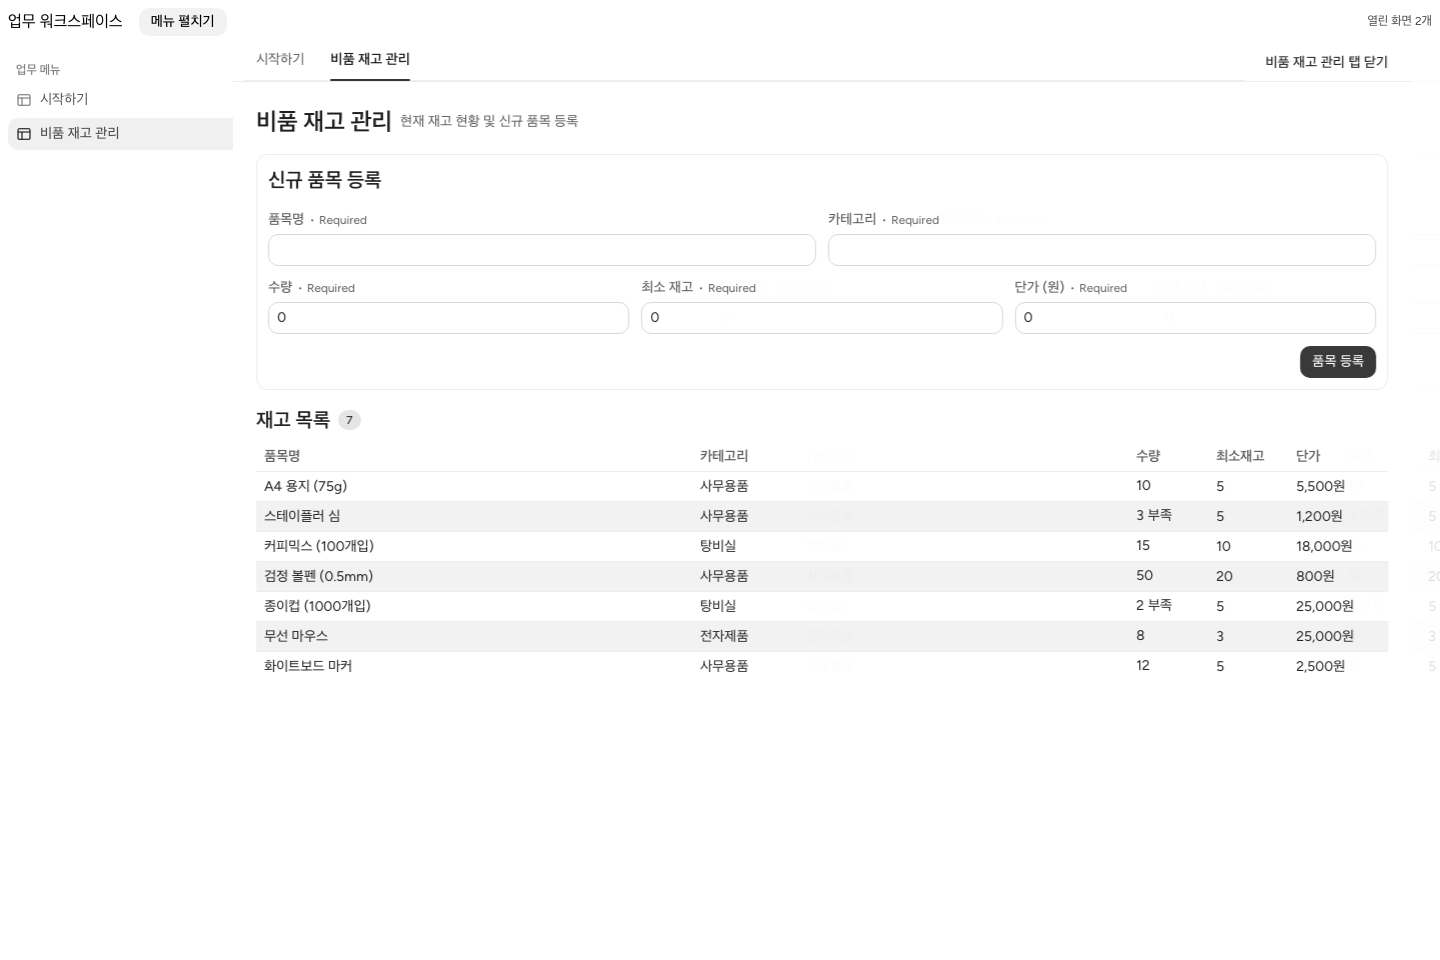 업무 워크스페이스 메뉴 펼치기 열린 화면 2개
업무 메뉴
시작하기
비품 재고 관리
시작하기 비품 재고 관리 비품 재고 관리 탭 닫기
비품 재고 관리 현재 재고 현황 및 신규 품목 등록
신규 품목 등록
품목명 · Required 카테고리 · Required
수량 · Required 최소 재고 · Required 단가 (원) · Required
0 0 0
품목 등록
재고 목록 7
품목명 카테고리 수량 최소재고 단가
A4 용지 (75g) 사무용품 10 5 5,500원
스테이플러 심 사무용품 3 부족 5 1,200원
커피믹스 (100개입) 탕비실 15 10 18,000원
검정 볼펜 (0.5mm) 사무용품 50 20 800원
종이컵 (1000개입) 탕비실 2 부족 5 25,000원
무선 마우스 전자제품 8 3 25,000원
화이트보드 마커 사무용품 12 5 2,500원